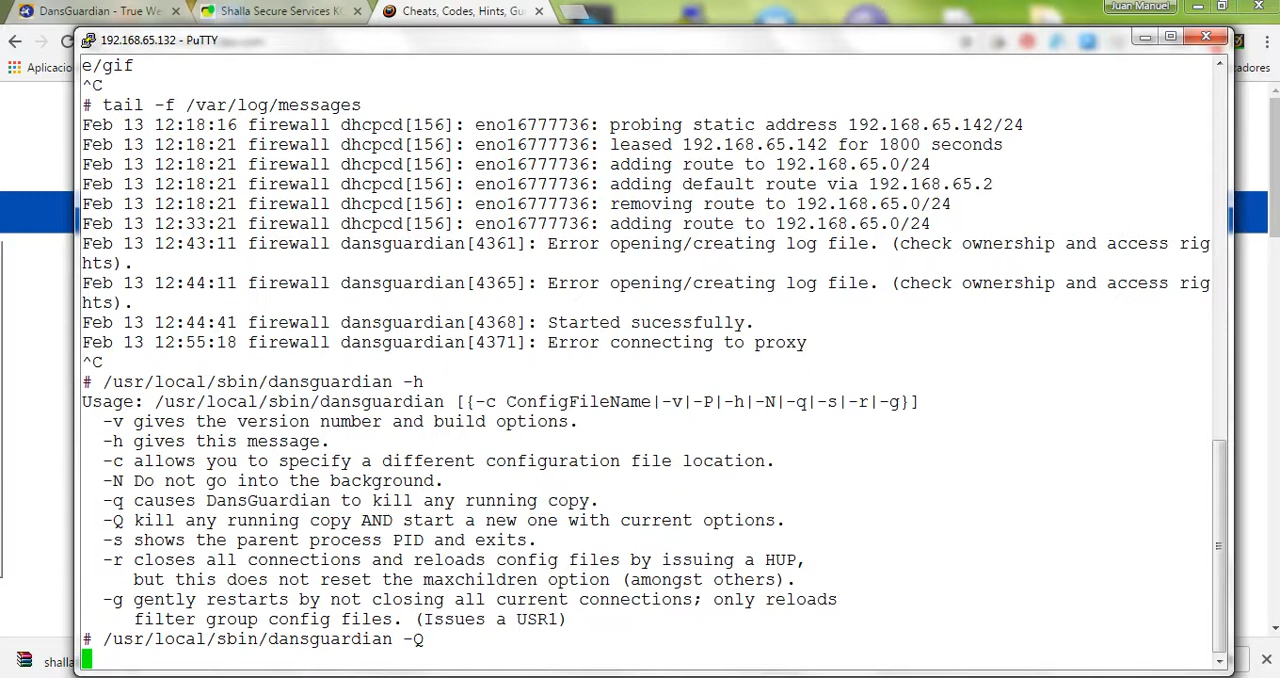 DansGuardian - True We
Shalla Secure Services KG
Cheats, Codes, Hints, Gu
Juan Manuel
192.168.65.132 - PuTTY
Aplicacio
adores
e/gif
^C
# tail -f /var/log/messages
Feb 13 12:18:16 firewall dhcpcd[156]: eno16777736: probing static address 192.168.65.142/24
Feb 13 12:18:21 firewall dhcpcd[156]: eno16777736: leased 192.168.65.142 for 1800 seconds
Feb 13 12:18:21 firewall dhcpcd[156]: eno16777736: adding route to 192.168.65.0/24
Feb 13 12:18:21 firewall dhcpcd[156]: eno16777736: adding default route via 192.168.65.2
Feb 13 12:18:21 firewall dhcpcd[156]: eno16777736: removing route to 192.168.65.0/24
Feb 13 12:33:21 firewall dhcpcd[156]: eno16777736: adding route to 192.168.65.0/24
Feb 13 12:43:11 firewall dansguardian[4361]: Error opening/creating log file. (check ownership and access rig
hts).
Feb 13 12:44:11 firewall dansguardian[4365]: Error opening/creating log file. (check ownership and access rig
hts).
Feb 13 12:44:41 firewall dansguardian[4368]: Started sucessfully.
Feb 13 12:55:18 firewall dansguardian[4371]: Error connecting to proxy
^C
# /usr/local/sbin/dansguardian -h
Usage: /usr/local/sbin/dansguardian [{-c ConfigFileName|-v|-P|-h|-N|-q|-s|-r|-g}]
-v gives the version number and build options.
-h gives this message.
-c allows you to specify a different configuration file location.
-N Do not go into the background.
-q causes DansGuardian to kill any running copy.
-Q kill any running copy AND start a new one with current options.
-s shows the parent process PID and exits.
-r closes all connections and reloads config files by issuing a HUP,
but this does not reset the maxchildren option (amongst others).
-g gently restarts by not closing all current connections; only reloads
filter group config files. (Issues a USR1)
# /usr/local/sbin/dansguardian -Q
shalla